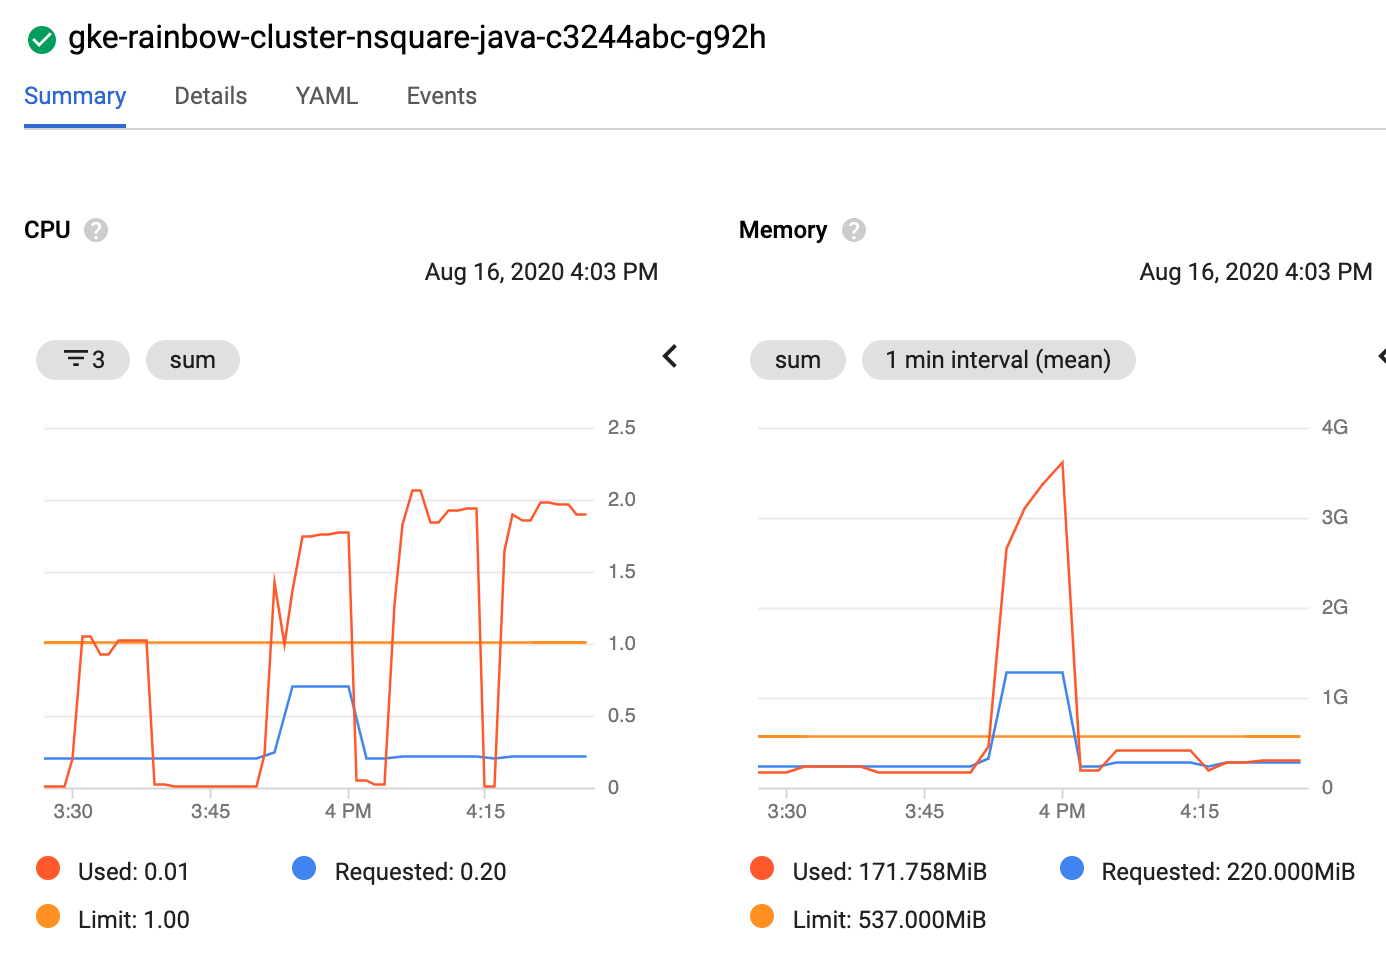 gke-rainbow-cluster-nsquare-java-c3244abc-g92h
Summary Details YAML Events
CPU ?
Aug 16, 2020 4:03 PM
3 sum
2.5
2.0
1.5
1.0
0.5
0
3:30 3:45 4 PM 4:15
Used: 0.01 Requested: 0.20
Limit: 1.00
Memory ?
Aug 16, 2020 4:03 PM
sum 1 min interval (mean)
4G
3G
2G
1G
0
3:30 3:45 4 PM 4:15
Used: 171.758MiB Requested: 220.000MiB
Limit: 537.000MiB